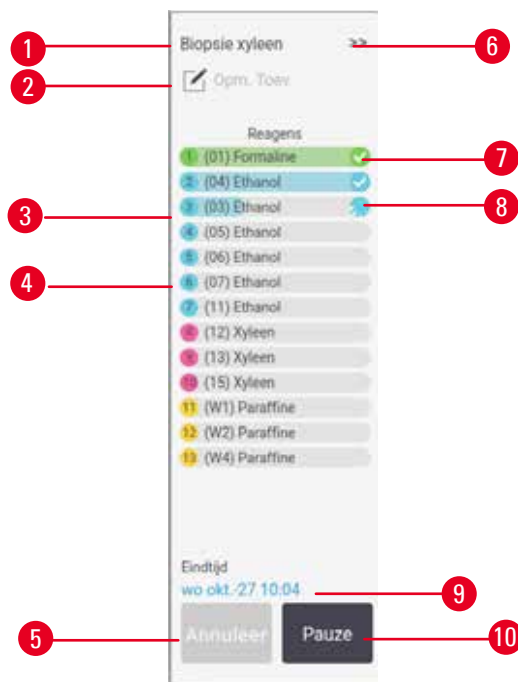 1 Biopsie xyleen >> 6
2 Opm. Toev.
Reagens
1 (01) Formaline 7
2 (04) Ethanol
3 3 (03) Ethanol 8
4 (05) Ethanol
5 (06) Ethanol
4 6 (07) Ethanol
7 (11) Ethanol
8 (12) Xyleen
9 (13) Xyleen
10 (15) Xyleen
11 (W1) Paraffine
12 (W2) Paraffine
13 (W4) Paraffine
Eindtijd
wo okt.-27 10:04 9
5 Annuleer Pauze 10